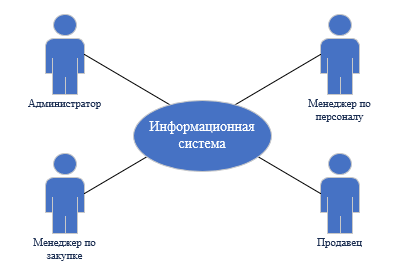 Администратор
Менеджер по
персоналу
Информационная
система
Менеджер по
закупке
Продавец